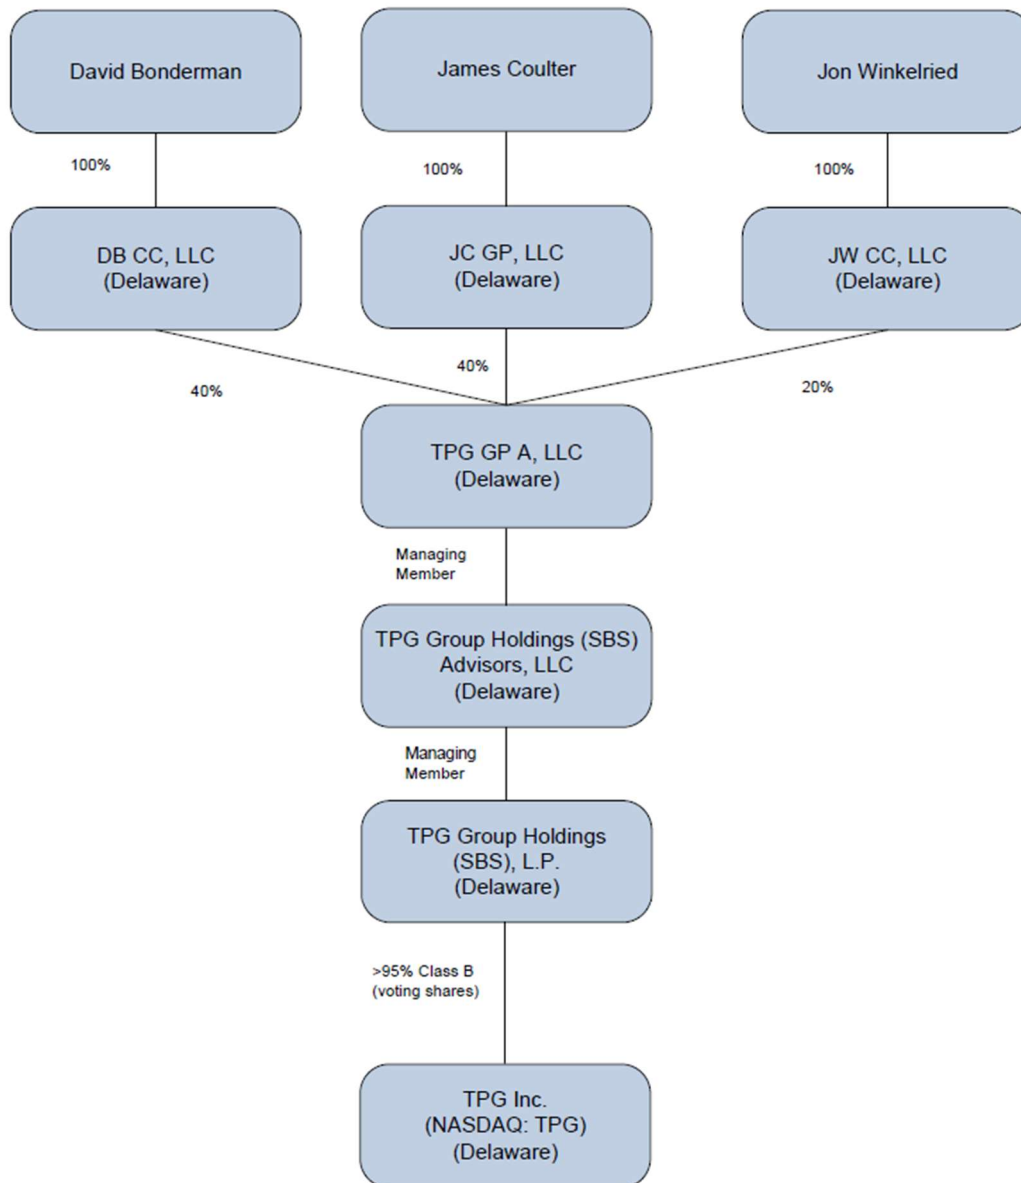 David Bonderman
James Coulter
Jon Winkelried
100%
100%
100%
DB CC, LLC
(Delaware)
JC GP, LLC
(Delaware)
JW CC, LLC
(Delaware)
40%
40%
20%
TPG GP A, LLC
(Delaware)
Managing
Member
TPG Group Holdings (SBS)
Advisors, LLC
(Delaware)
Managing
Member
TPG Group Holdings
(SBS), L.P.
(Delaware)
>95% Class B
(voting shares)
TPG Inc.
(NASDAQ: TPG)
(Delaware)